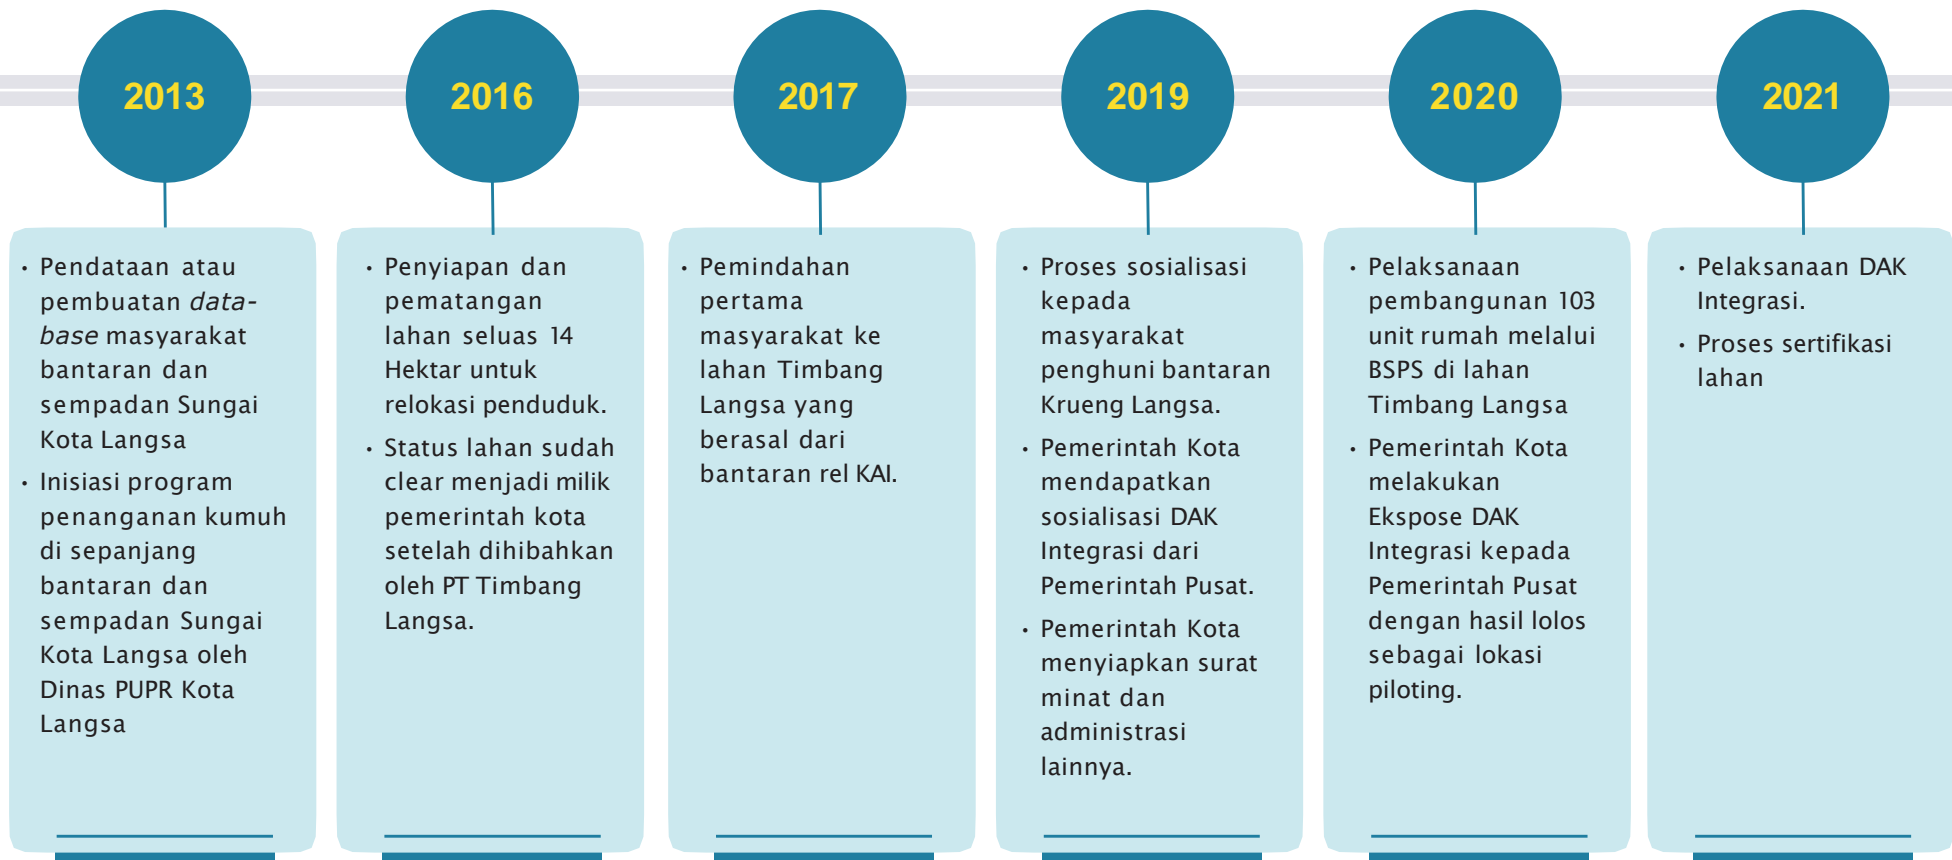 2013
2016
2017
2019
2020
2021
• Pendataan atau
pembuatan data-
base masyarakat
bantaran dan
sempadan Sungai
Kota Langsa
• Inisiasi program
penanganan kumuh
di sepanjang
bantaran dan
sempadan Sungai
Kota Langsa oleh
Dinas PUPR Kota
Langsa
• Penyiapan dan
pematangan
lahan seluas 14
Hektar untuk
relokasi penduduk.
• Status lahan sudah
clear menjadi milik
pemerintah kota
setelah dihibahkan
oleh PT Timbang
Langsa.
• Pemindahan
pertama
masyarakat ke
lahan Timbang
Langsa yang
berasal dari
bantaran rel KAI.
• Proses sosialisasi
kepada
masyarakat
penghuni bantaran
Krueng Langsa.
• Pemerintah Kota
mendapatkan
sosialisasi DAK
Integrasi dari
Pemerintah Pusat.
• Pemerintah Kota
menyiapkan surat
minat dan
administrasi
lainnya.
• Pelaksanaan
pembangunan 103
unit rumah melalui
BSPS di lahan
Timbang Langsa
• Pemerintah Kota
melakukan
Ekspose DAK
Integrasi kepada
Pemerintah Pusat
dengan hasil lolos
sebagai lokasi
piloting.
• Pelaksanaan DAK
Integrasi.
• Proses sertifikasi
lahan